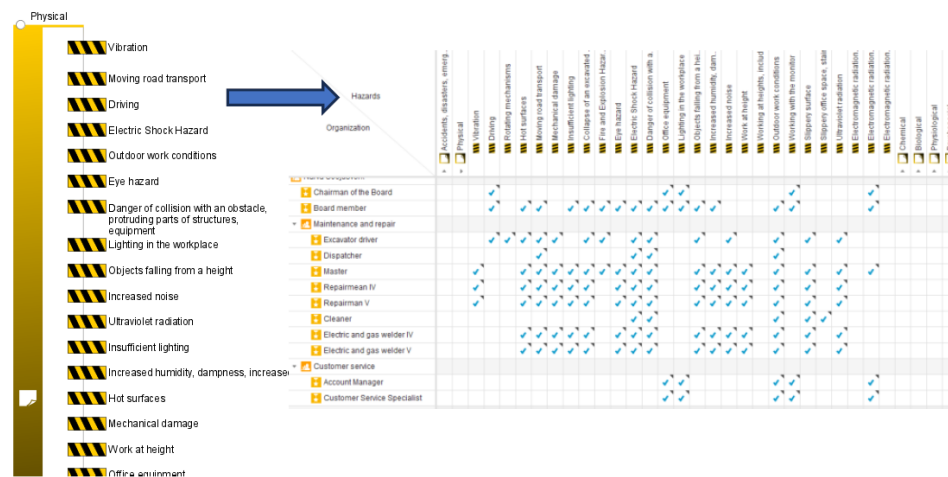 Physical
Vibration
Moving road transport
Driving
Electric Shock Hazard
Outdoor work conditions
Eye hazard
Danger of collision with an obstacle,
protruding parts of structures,
equipment
Lighting in the workplace
Objects falling from a height
Increased noise
Ultraviolet radiation
Insufficient lighting
Increased humidity, dampness, increase
Hot surfaces
Mechanical damage
Work at height
Office equipment
Hazards
Organization
Accidents, disasters, emerg...
Physical
Vibration
Driving
Rotating mechanisms
Hot surfaces
Moving road transport
Mechanical damage
Insufficient lighting
Collapse of an excavated...
Fire and Explosion Hazar...
Eye hazard
Electric Shock Hazard
Danger of collision with a...
Office equipment
Lighting in the workplace
Objects falling from a hei...
Increased humidity, dam...
Increased noise
Work at height
Working at heights, includ
Outdoor work conditions
Working with the monitor
Slippery surface
Slippery office space, stair
Ultraviolet radiation
Electromagnetic radiation.
Electromagnetic radiation.
Electromagnetic radiation.
Chemical
Biological
Physiological
Chairman of the Board
Board member
Maintenance and repair
Excavator driver
Dispatcher
Master
Repairmean IV
Repairman V
Cleaner
Electric and gas welder IV
Electric and gas welder V
Customer service
Account Manager
Customer Service Specialist